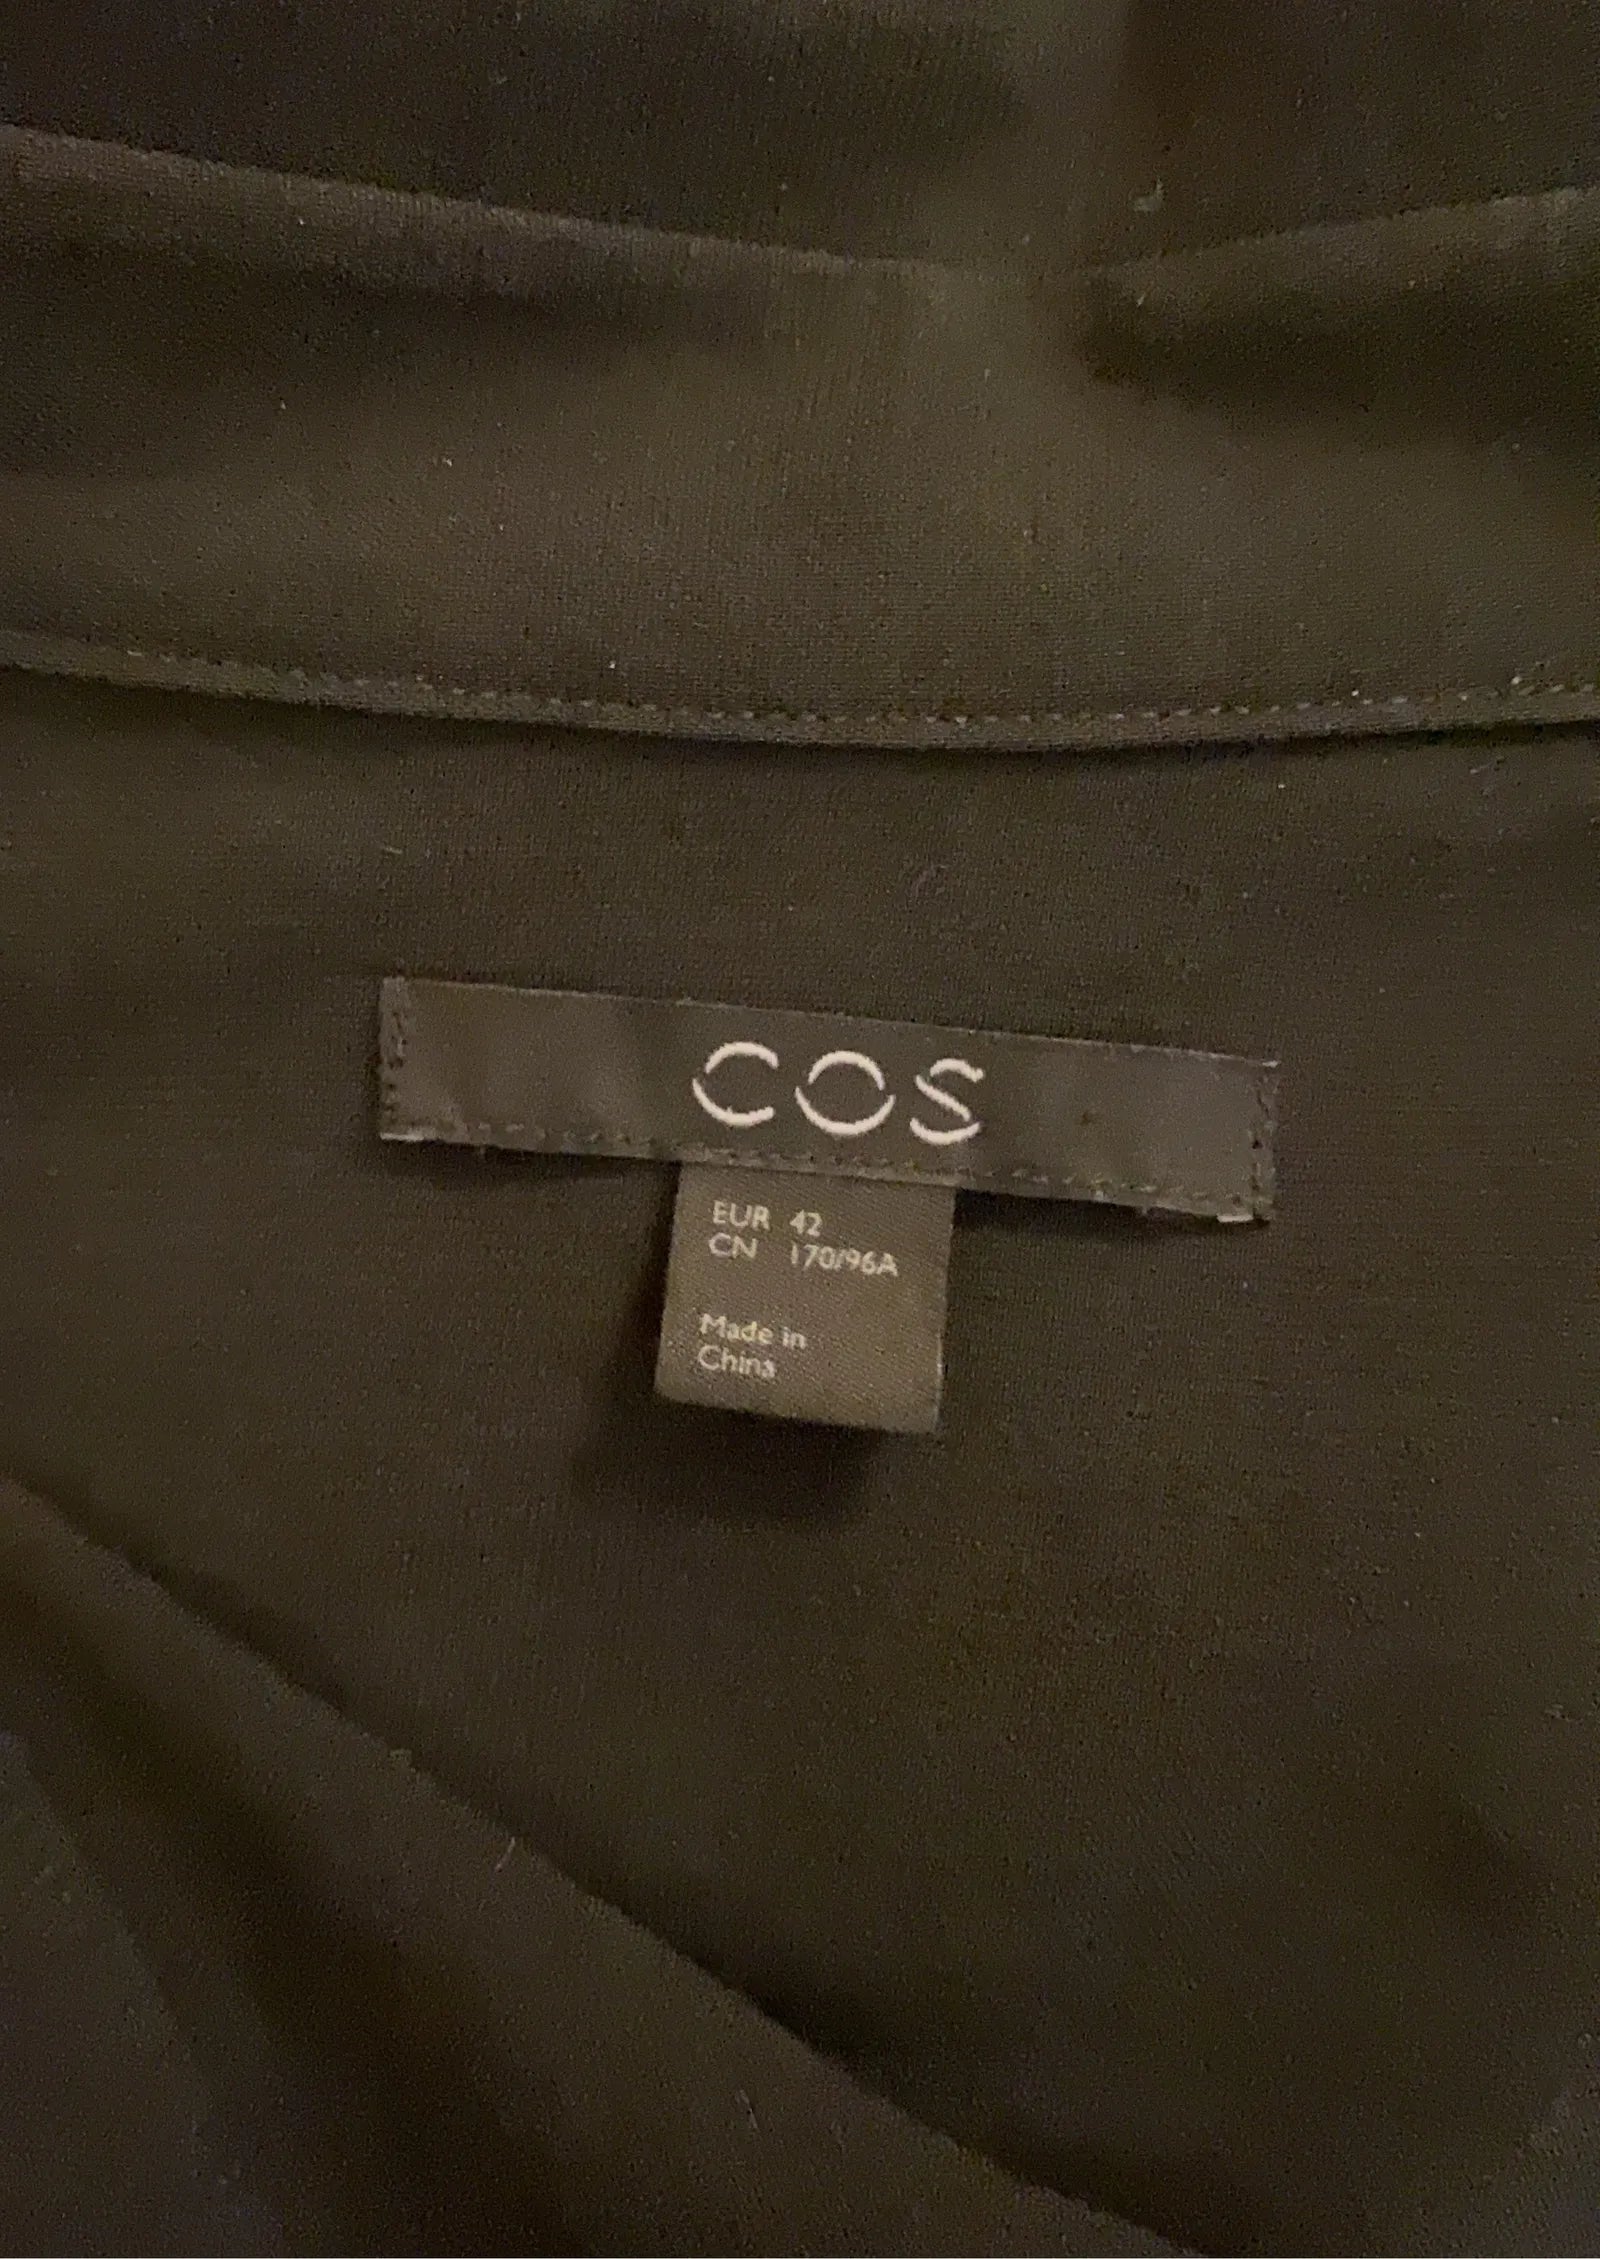 COS
EUR 42
CN 170/96A
Made in
China